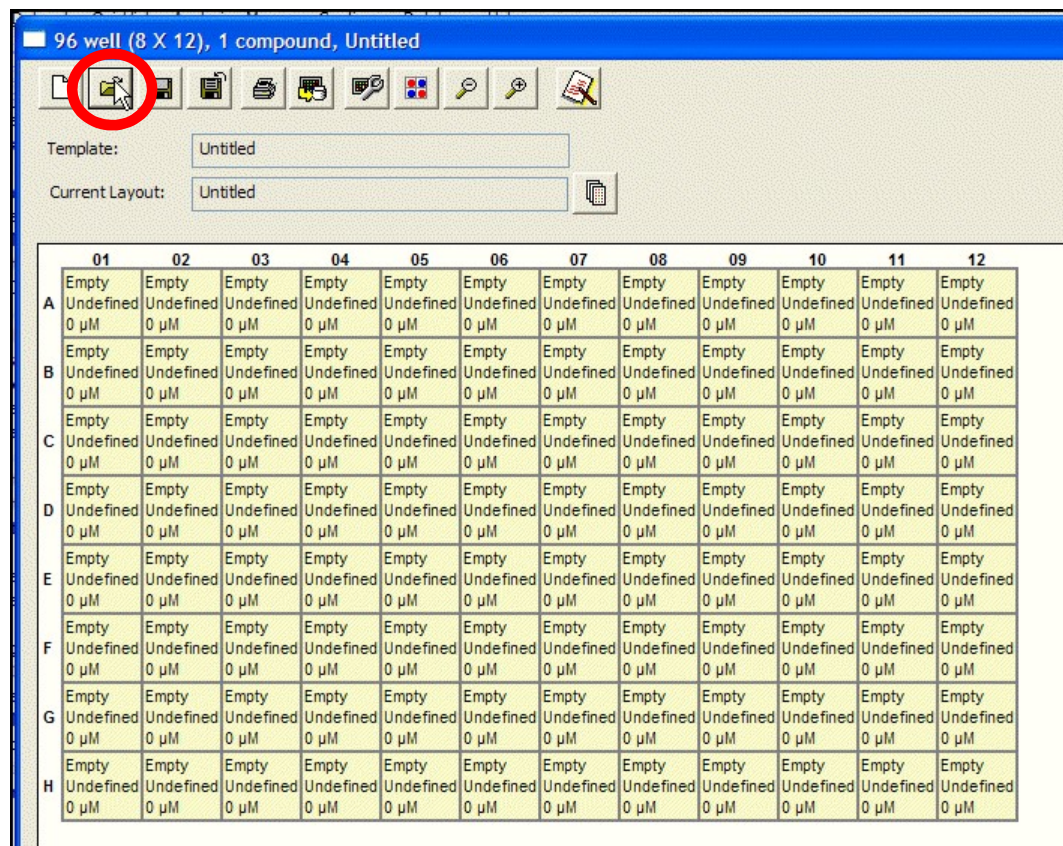 96 well (8 X 12), 1 compound, Untitled
Template: Untitled
Current Layout: Untitled
01 02 03 04 05 06 07 08 09 10 11 12
Empty Empty Empty Empty Empty Empty Empty Empty Empty Empty Empty Empty
A Undefined Undefined Undefined Undefined Undefined Undefined Undefined Undefined Undefined Undefined Undefined Undefined
0 µM 0 µM 0 µM 0 µM 0 µM 0 µM 0 µM 0 µM 0 µM 0 µM 0 µM 0 µM
Empty Empty Empty Empty Empty Empty Empty Empty Empty Empty Empty Empty
B Undefined Undefined Undefined Undefined Undefined Undefined Undefined Undefined Undefined Undefined Undefined Undefined
0 µM 0 µM 0 µM 0 µM 0 µM 0 µM 0 µM 0 µM 0 µM 0 µM 0 µM 0 µM
Empty Empty Empty Empty Empty Empty Empty Empty Empty Empty Empty Empty
C Undefined Undefined Undefined Undefined Undefined Undefined Undefined Undefined Undefined Undefined Undefined Undefined
0 µM 0 µM 0 µM 0 µM 0 µM 0 µM 0 µM 0 µM 0 µM 0 µM 0 µM 0 µM
Empty Empty Empty Empty Empty Empty Empty Empty Empty Empty Empty Empty
D Undefined Undefined Undefined Undefined Undefined Undefined Undefined Undefined Undefined Undefined Undefined Undefined
0 µM 0 µM 0 µM 0 µM 0 µM 0 µM 0 µM 0 µM 0 µM 0 µM 0 µM 0 µM
Empty Empty Empty Empty Empty Empty Empty Empty Empty Empty Empty Empty
E Undefined Undefined Undefined Undefined Undefined Undefined Undefined Undefined Undefined Undefined Undefined Undefined
0 µM 0 µM 0 µM 0 µM 0 µM 0 µM 0 µM 0 µM 0 µM 0 µM 0 µM 0 µM
Empty Empty Empty Empty Empty Empty Empty Empty Empty Empty Empty Empty
F Undefined Undefined Undefined Undefined Undefined Undefined Undefined Undefined Undefined Undefined Undefined Undefined
0 µM 0 µM 0 µM 0 µM 0 µM 0 µM 0 µM 0 µM 0 µM 0 µM 0 µM 0 µM
Empty Empty Empty Empty Empty Empty Empty Empty Empty Empty Empty Empty
G Undefined Undefined Undefined Undefined Undefined Undefined Undefined Undefined Undefined Undefined Undefined Undefined
0 µM 0 µM 0 µM 0 µM 0 µM 0 µM 0 µM 0 µM 0 µM 0 µM 0 µM 0 µM
Empty Empty Empty Empty Empty Empty Empty Empty Empty Empty Empty Empty
H Undefined Undefined Undefined Undefined Undefined Undefined Undefined Undefined Undefined Undefined Undefined Undefined
0 µM 0 µM 0 µM 0 µM 0 µM 0 µM 0 µM 0 µM 0 µM 0 µM 0 µM 0 µM